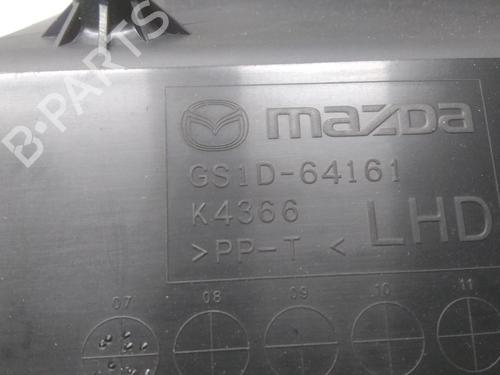 mazda
GS1D-64161
K4366
LHD
>PP-T<
07 08 09 10 11
B-PARTS